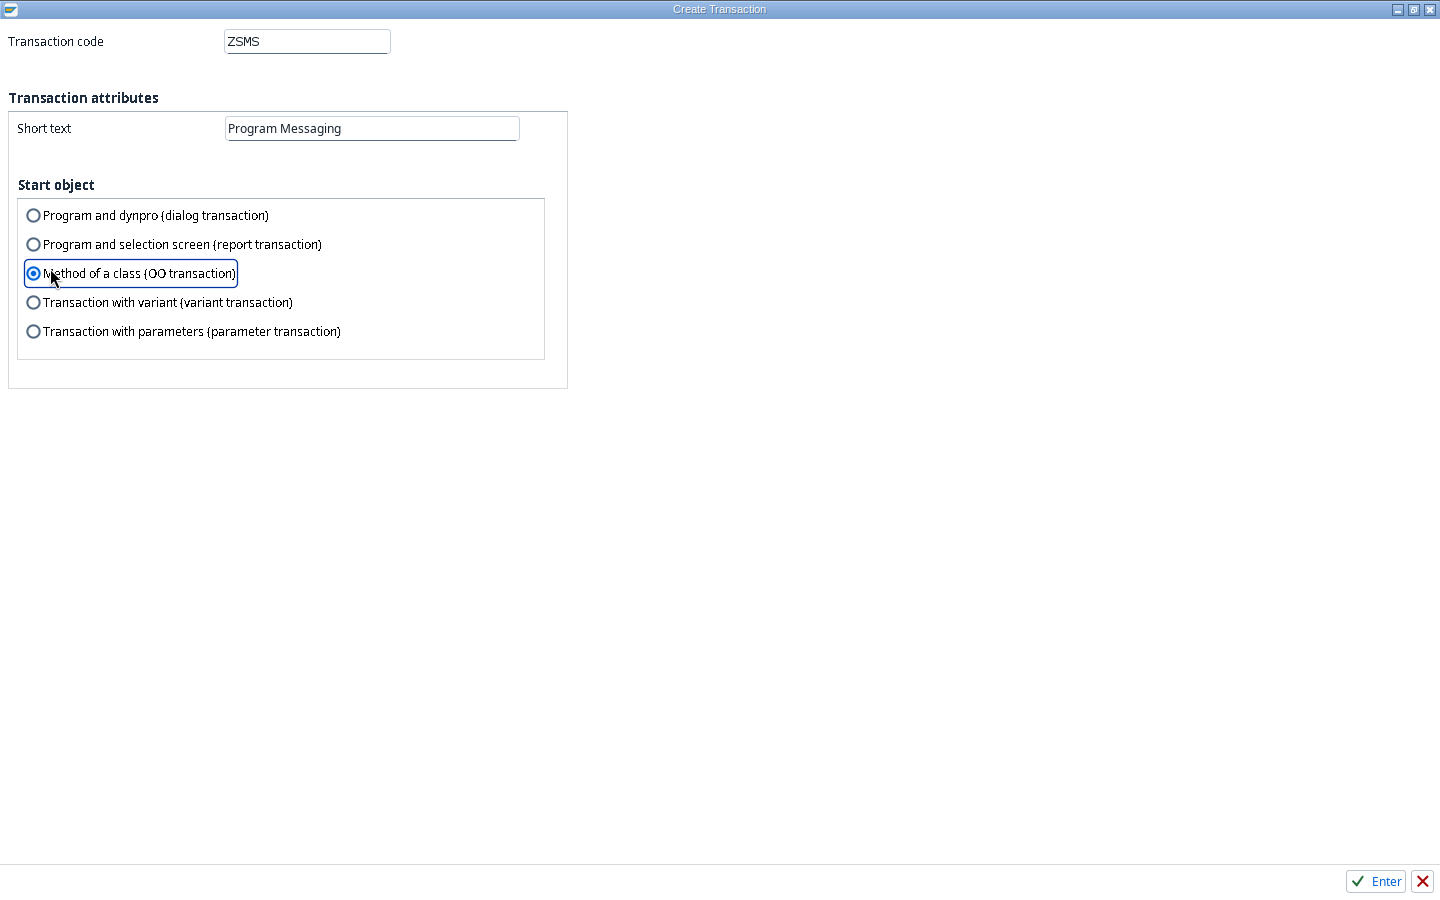 Create Transaction
Transaction code ZSMS
Transaction attributes
Short text Program Messaging
Start object
Program and dynpro (dialog transaction)
Program and selection screen (report transaction)
Method of a class (OO transaction)
Transaction with variant (variant transaction)
Transaction with parameters (parameter transaction)
Enter